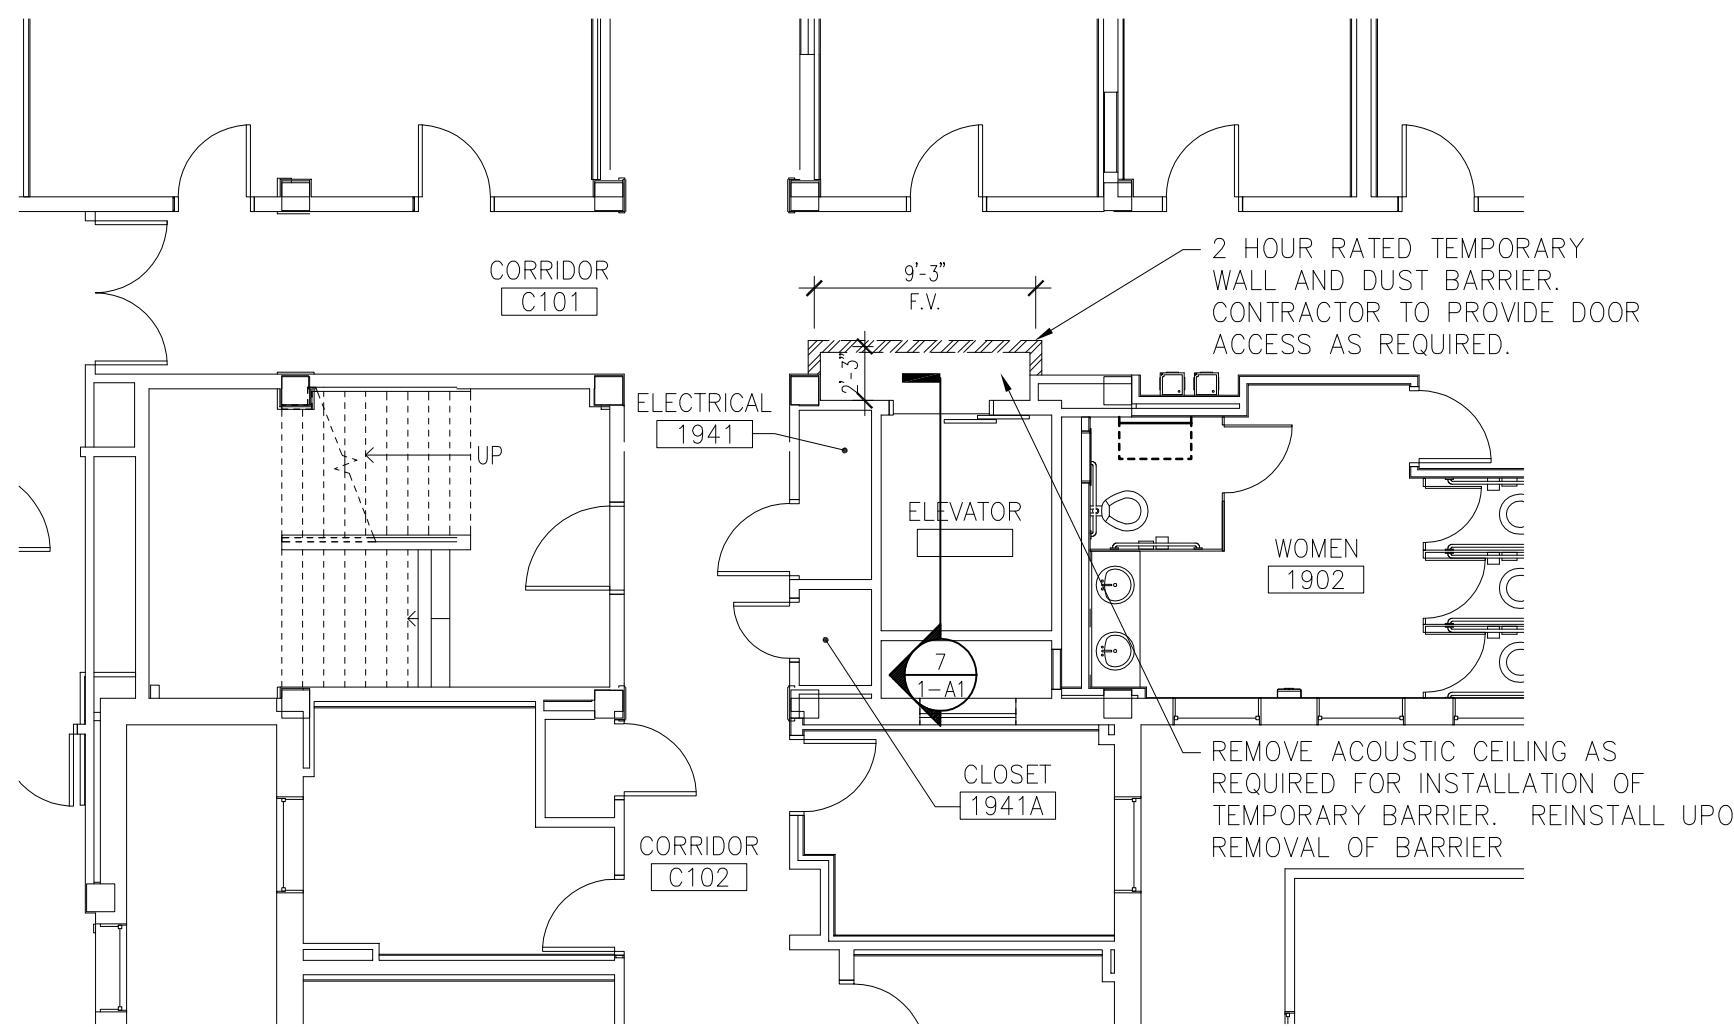 2 HOUR RATED TEMPORARY
WALL AND DUST BARRIER.
CONTRACTOR TO PROVIDE DOOR
ACCESS AS REQUIRED.
CORRIDOR
C101
9'-3"
F.V.
2'-3"
ELECTRICAL
1941
UP
ELEVATOR
WOMEN
1902
7
1-A1
REMOVE ACOUSTIC CEILING AS
REQUIRED FOR INSTALLATION OF
TEMPORARY BARRIER. REINSTALL UPO
REMOVAL OF BARRIER
CLOSET
1941A
CORRIDOR
C102